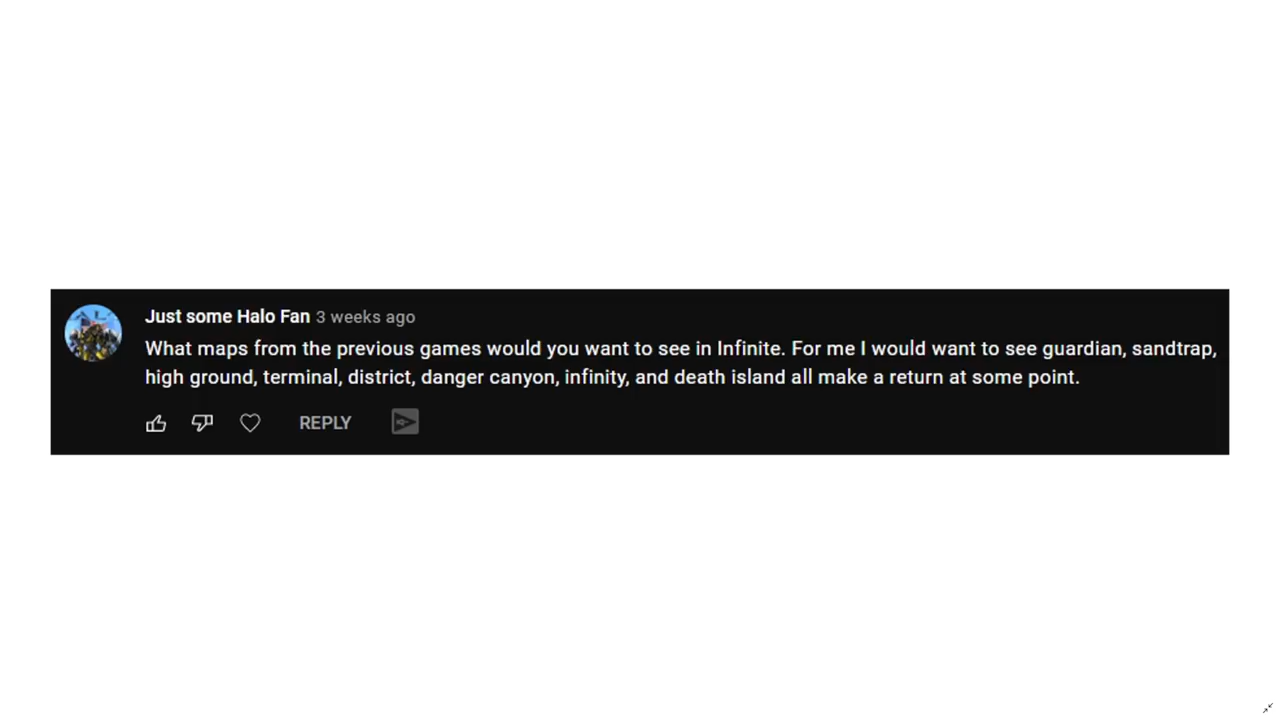 Just some Halo Fan 3 weeks ago
What maps from the previous games would you want to see in Infinite. For me I would want to see guardian, sandtrap,
high ground, terminal, district, danger canyon, infinity, and death island all make a return at some point.
REPLY